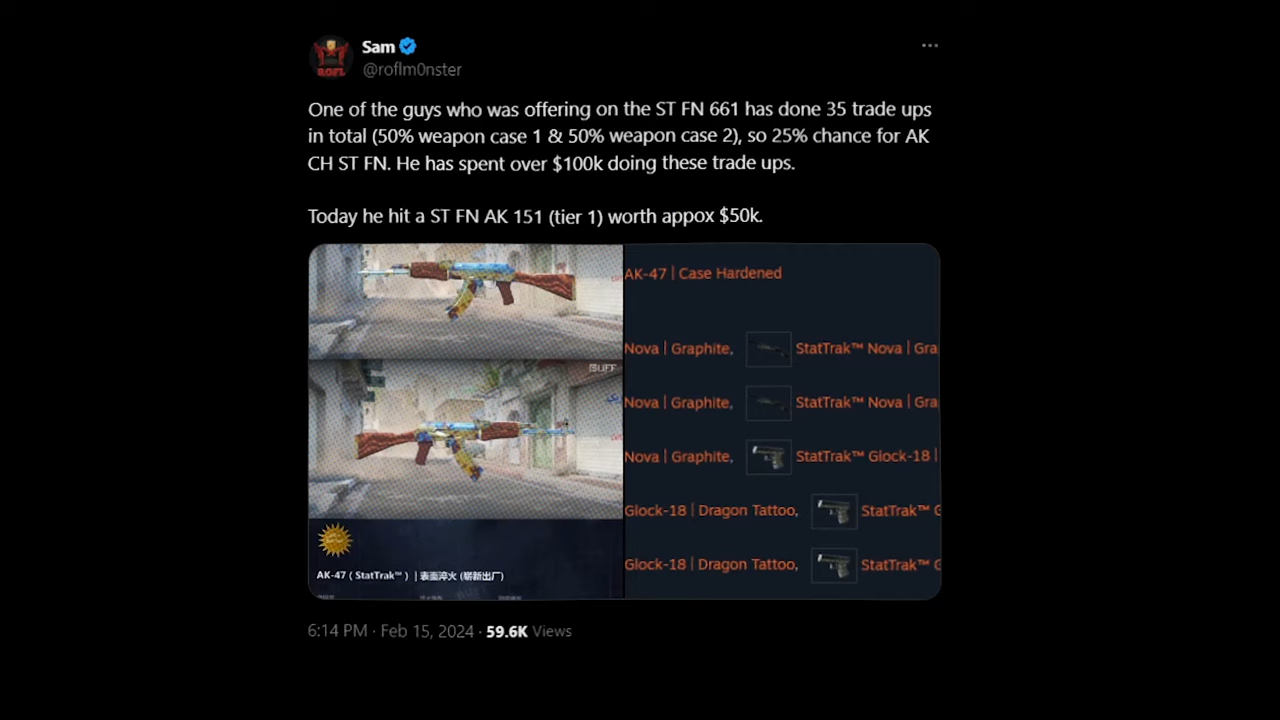 Sam
@roflm0nster
One of the guys who was offering on the ST FN 661 has done 35 trade ups
in total (50% weapon case 1 & 50% weapon case 2), so 25% chance for AK
CH ST FN. He has spent over $100k doing these trade ups.
Today he hit a ST FN AK 151 (tier 1) worth appox $50k.
AK-47 | Case Hardened
Nova | Graphite, StatTrak™ Nova | Gra
BUFF
Nova | Graphite, StatTrak™ Nova | Gra
Nova | Graphite, StatTrak™ Glock-18 |
Glock-18 | Dragon Tattoo, StatTrak™ G
Glock-18 | Dragon Tattoo, StatTrak™ G
AK-47 ( StatTrak™ ) | 表面淬火 (崭新出厂)
6:14 PM · Feb 15, 2024 · 59.6K Views